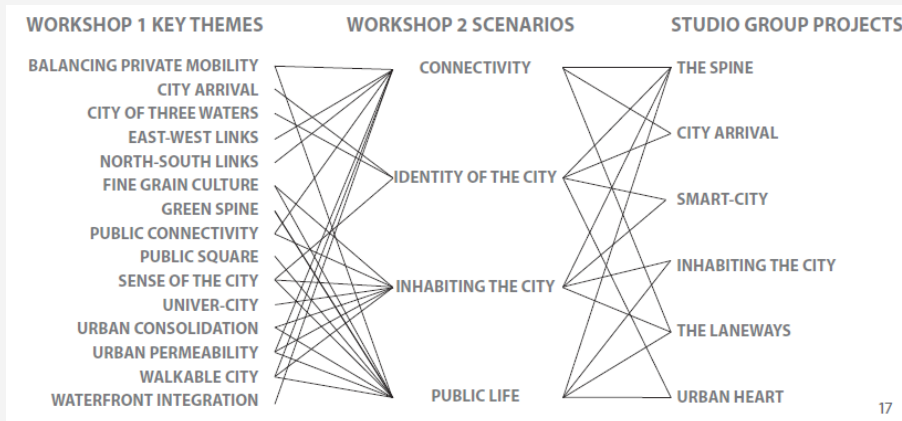 WORKSHOP 1 KEY THEMES
BALANCING PRIVATE MOBILITY
CITY ARRIVAL
CITY OF THREE WATERS
EAST-WEST LINKS
NORTH-SOUTH LINKS
FINE GRAIN CULTURE
GREEN SPINE
PUBLIC CONNECTIVITY
PUBLIC SQUARE
SENSE OF THE CITY
UNIVER-CITY
URBAN CONSOLIDATION
URBAN PERMEABILITY
WALKABLE CITY
WATERFRONT INTEGRATION
WORKSHOP 2 SCENARIOS
CONNECTIVITY
IDENTITY OF THE CITY
INHABITING THE CITY
PUBLIC LIFE
STUDIO GROUP PROJECTS
THE SPINE
CITY ARRIVAL
SMART-CITY
INHABITING THE CITY
THE LANEWAYS
URBAN HEART
17